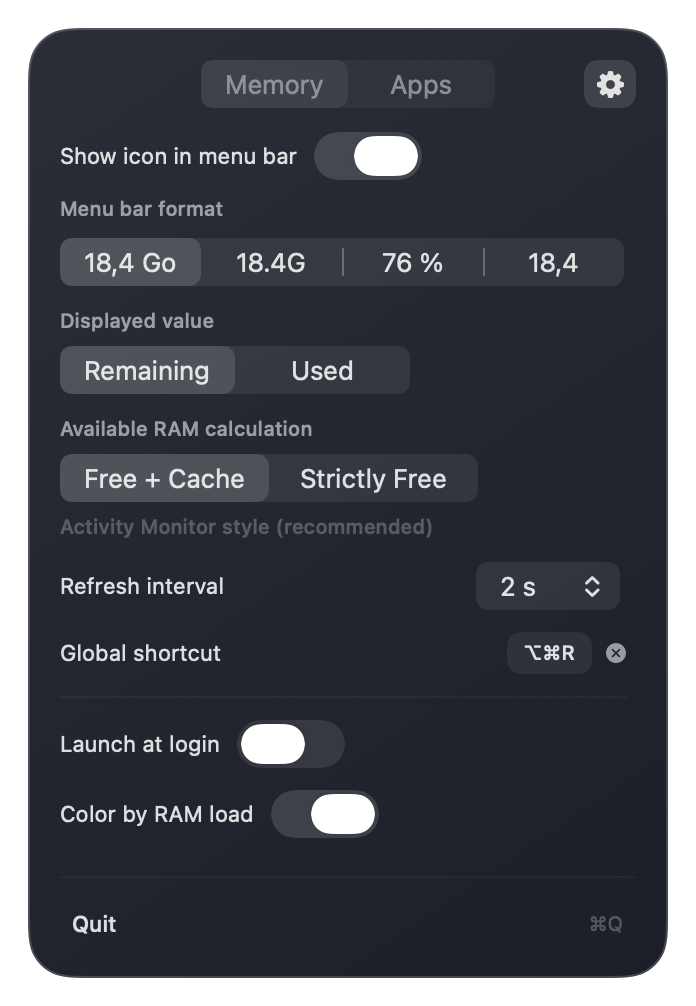 Memory Apps
Show icon in menu bar
Menu bar format
18,4 Go 18.4G 76 % 18,4
Displayed value
Remaining Used
Available RAM calculation
Free + Cache Strictly Free
Activity Monitor style (recommended)
Refresh interval 2 s
Global shortcut ⌥⌘R
Launch at login
Color by RAM load
Quit ⌘Q